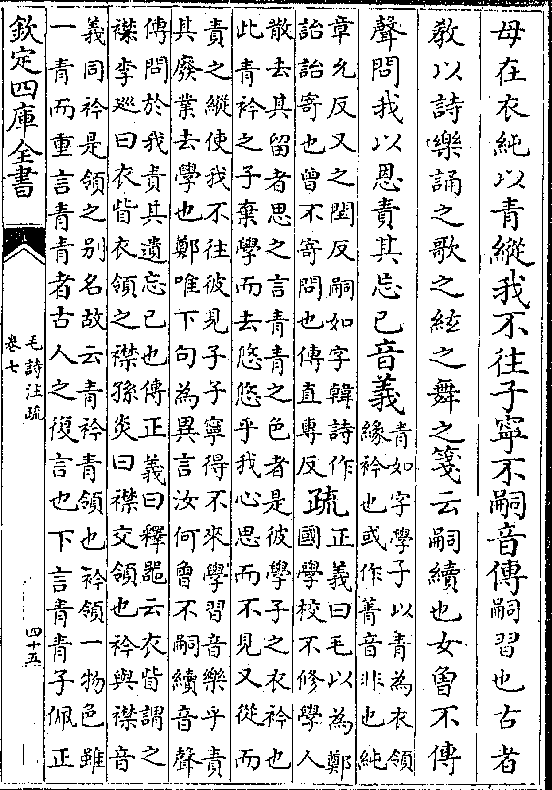 母在衣純以青縱我不往子寧不嗣音傳嗣習也古者
教以詩樂誦之歌之絃之舞之箋云嗣續也女曾不傳
聲問我以恩責其忘已音義青如字學子以青為衣領
緣衿也或作菁音非也純
章允反又之閏反嗣如字韓詩作
詒詒寄也曾不寄問也傳直專反疏正義曰毛以為鄭
國學校不修學人
散去其留者思之言青青之色者是彼學子之衣衿也
此青衿之子棄學而去悠悠乎我心思而不見又從而
責之縱使我不往彼見子子寧得不來學習音樂乎責
其廢業去學也鄭唯下句為異言汝何曾不嗣續音聲
傳問於我責其遺忘已也傳正義曰釋器云衣眥謂之
襟李巡曰衣眥衣領之襟孫炎曰襟交領也衿與襟音
義同衿是領之别名故云青衿青領也衿領一物色雖
一青而重言青青者古人之復言也下言青青子佩正
欽定四庫全書
毛詩注疏
卷七
四十五